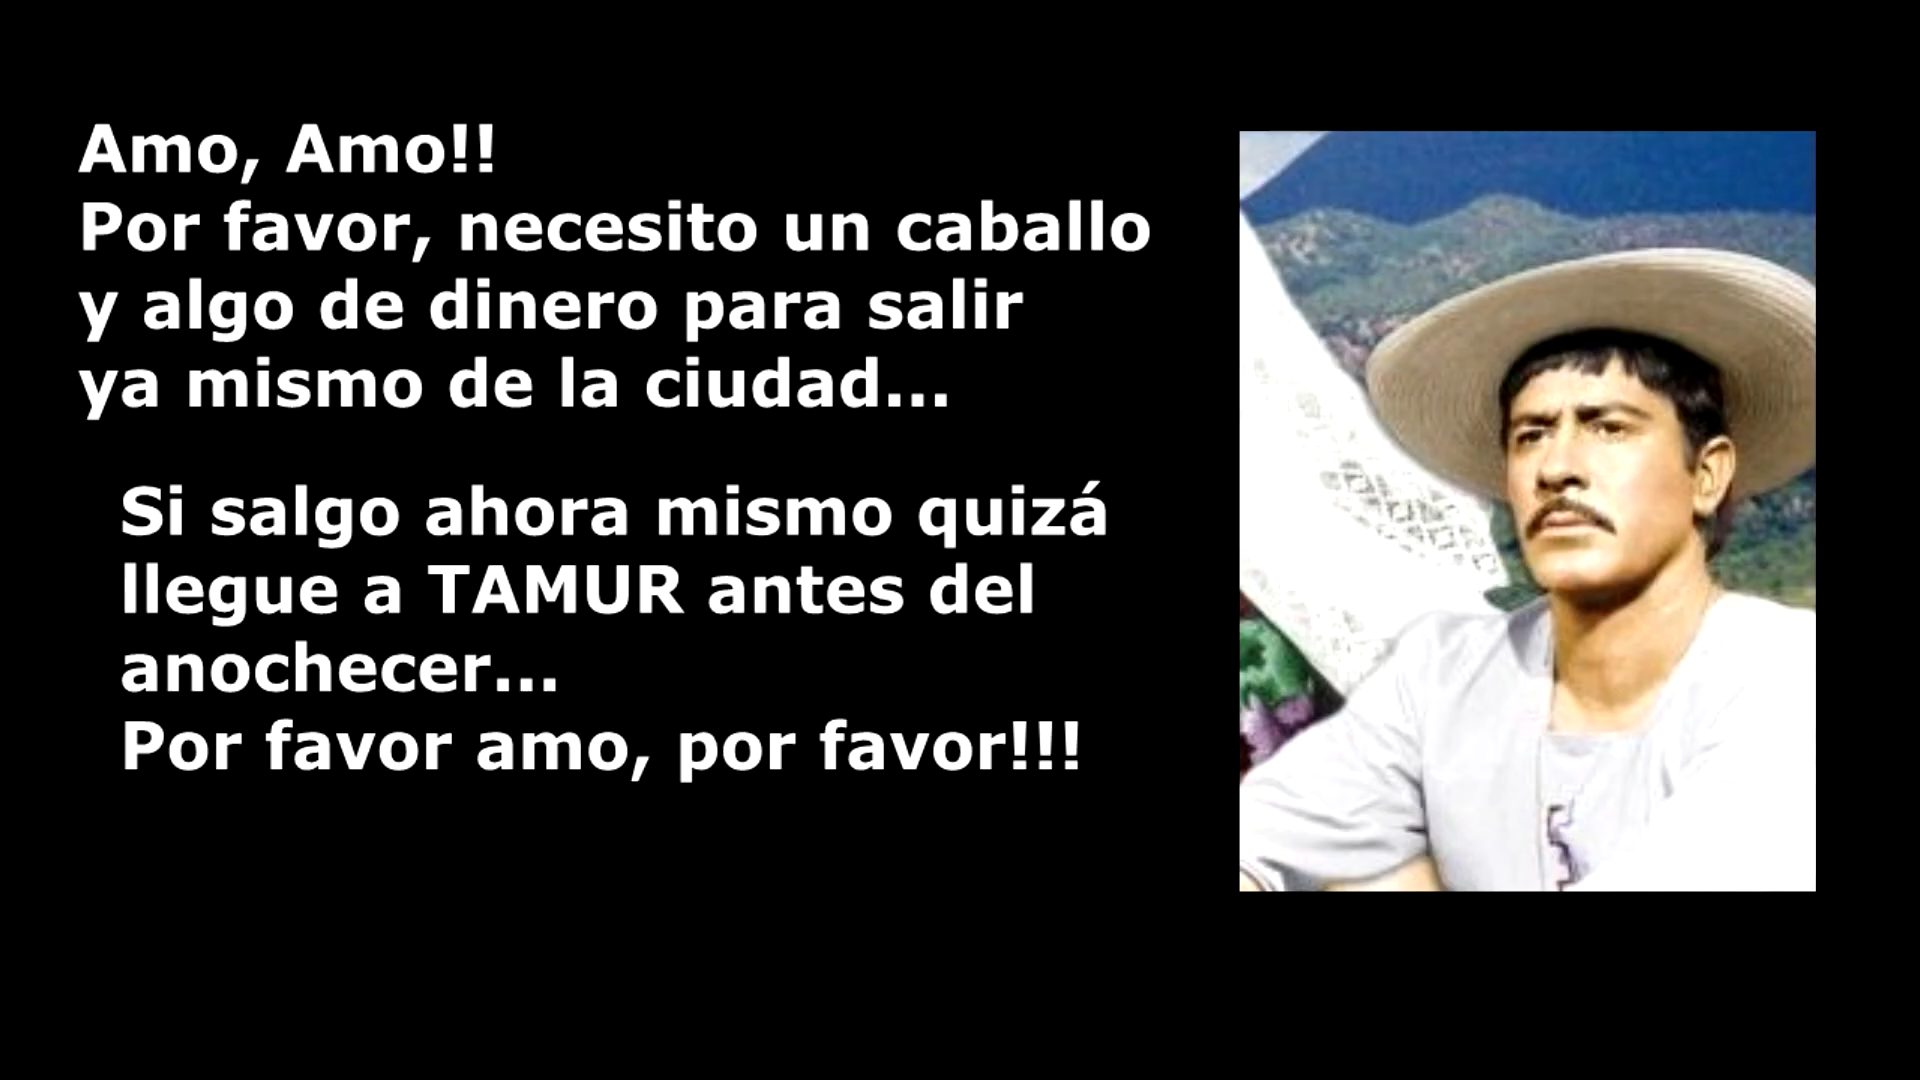 Amo, Amo!!
Por favor, necesito un caballo
y algo de dinero para salir
ya mismo de la ciudad...
Si salgo ahora mismo quizá
llegue a TAMUR antes del
anochecer...
Por favor amo, por favor!!!